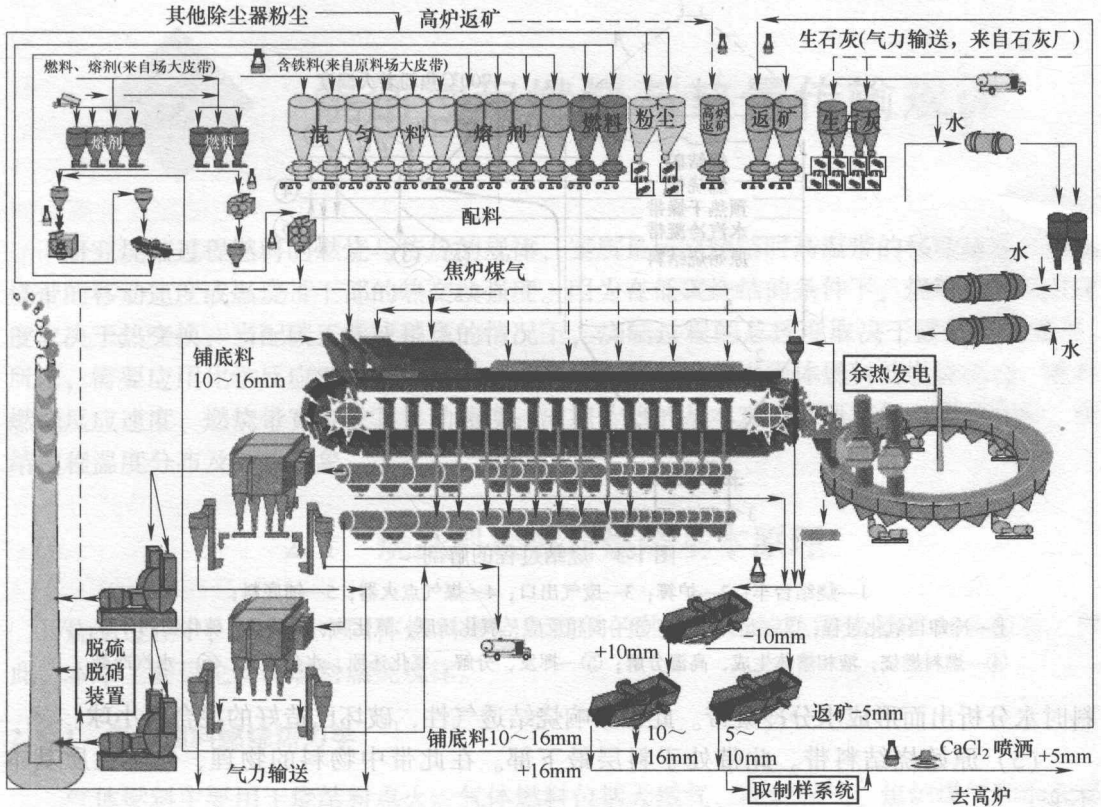 其他除尘器粉尘
高炉返矿
生石灰(气力输送，来自石灰厂)
燃料、熔剂(来自场大皮带)
含铁料(来自原料场大皮带)
熔剂
燃料
混匀料
熔剂
燃料
粉尘
高炉返矿
返矿
生石灰
水
配料
焦炉煤气
水
水
铺底料
10～16mm
余热发电
脱硫
脱硝
装置
-10mm
+10mm
返矿-5mm
铺底料10～16mm
10～
16mm
5～
10mm
+16mm
CaCl₂喷洒
+5mm
气力输送
取制样系统
去高炉